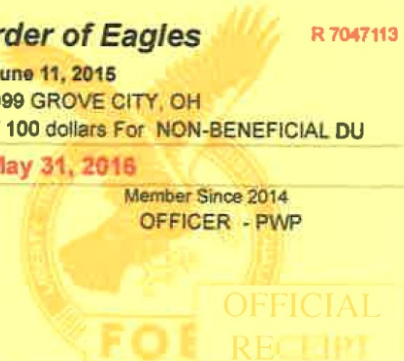 rder of Eagles
R 7047113
une 11, 2015
99 GROVE CITY, OH
100 dollars For NON-BENEFICIAL DU
May 31, 2016
Member Since 2014
OFFICER - PWP
OFFICIAL
FOE
RECEIPT